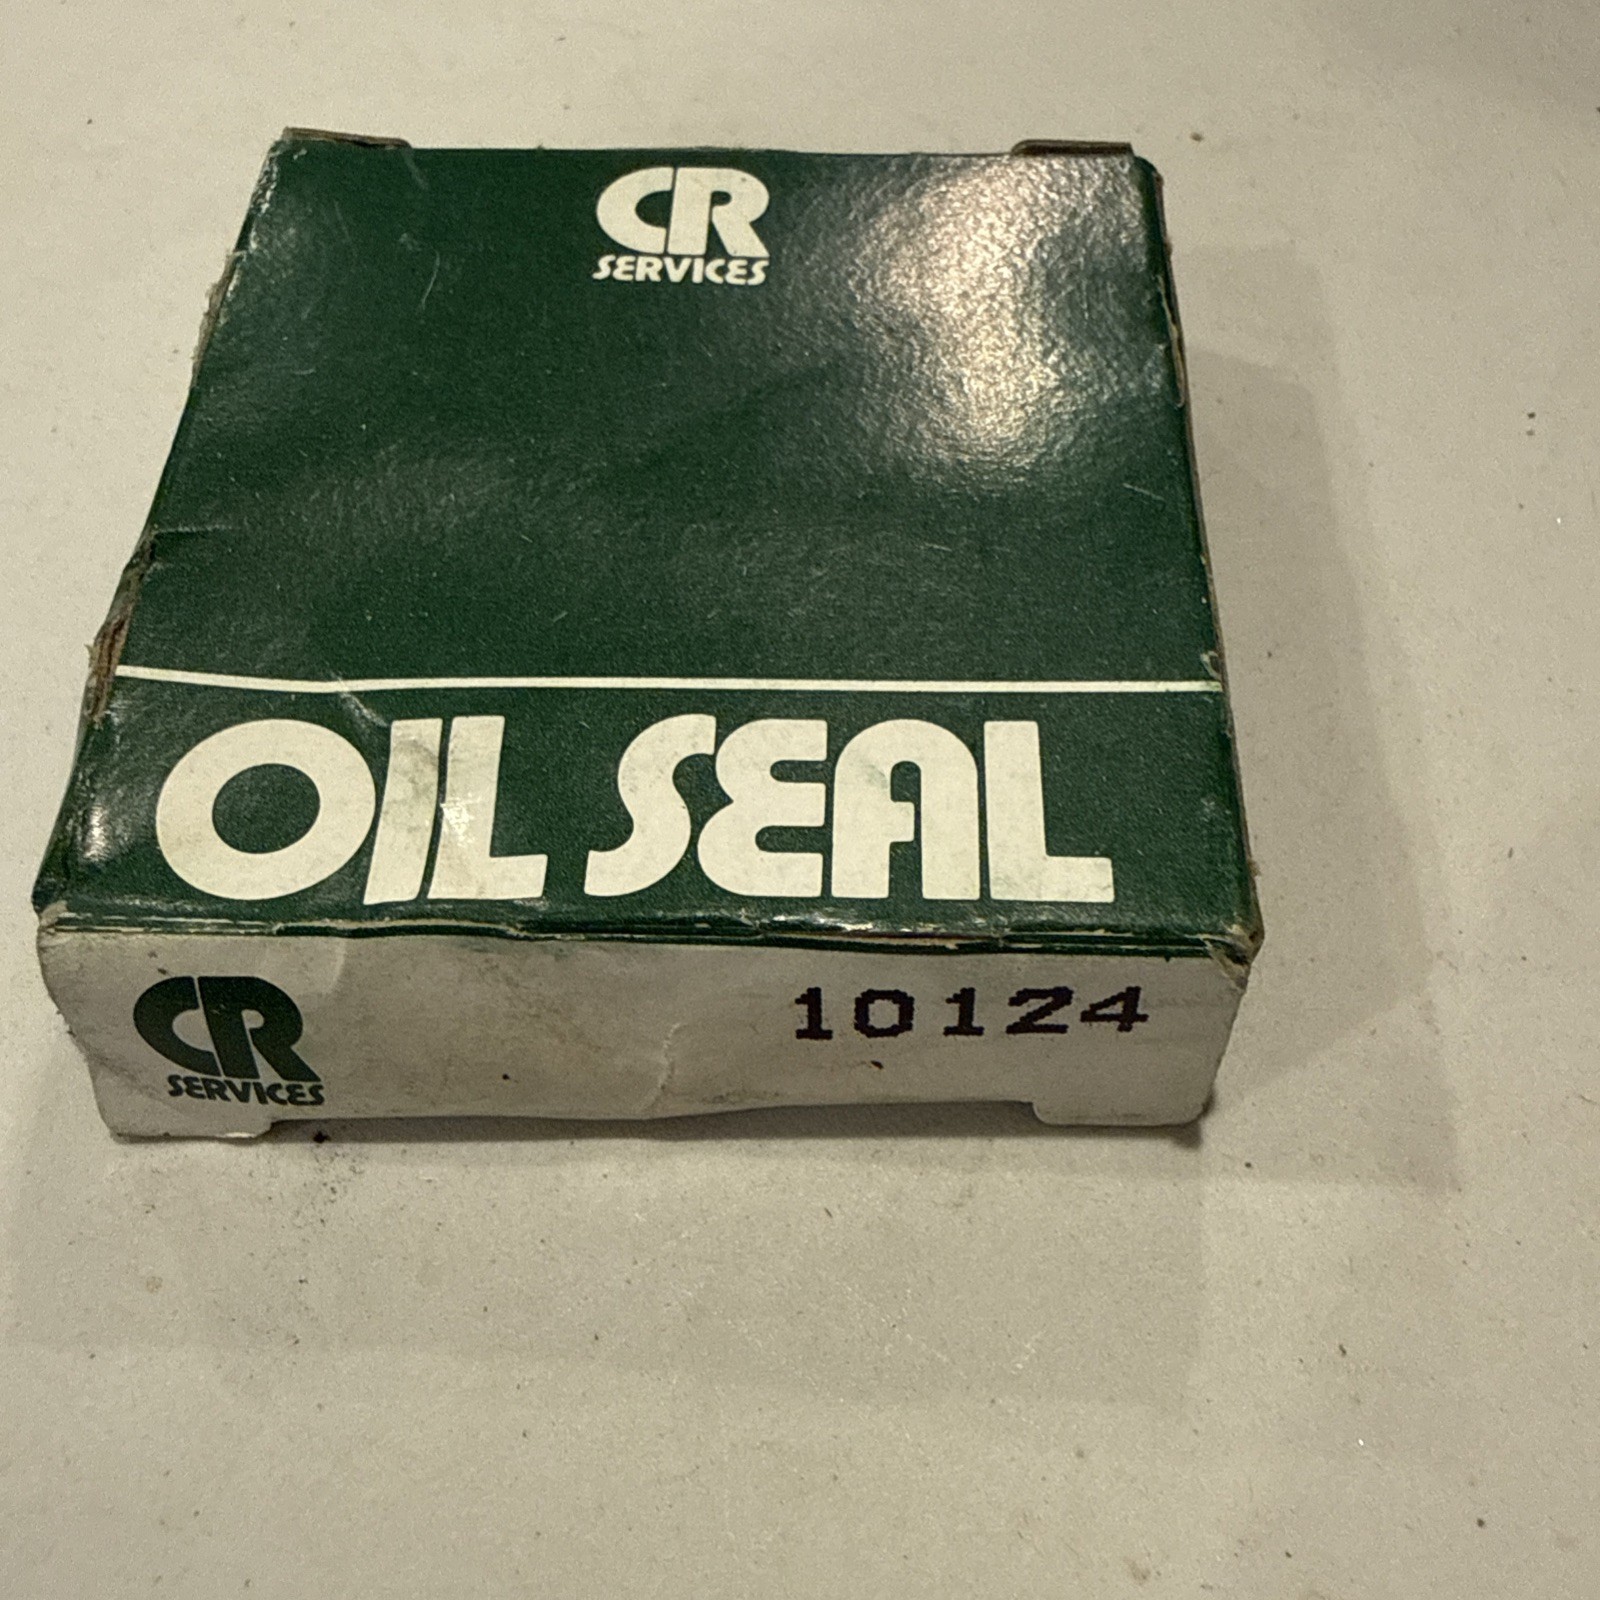 CR
SERVICES
OIL SEAL
CR
SERVICES
10124